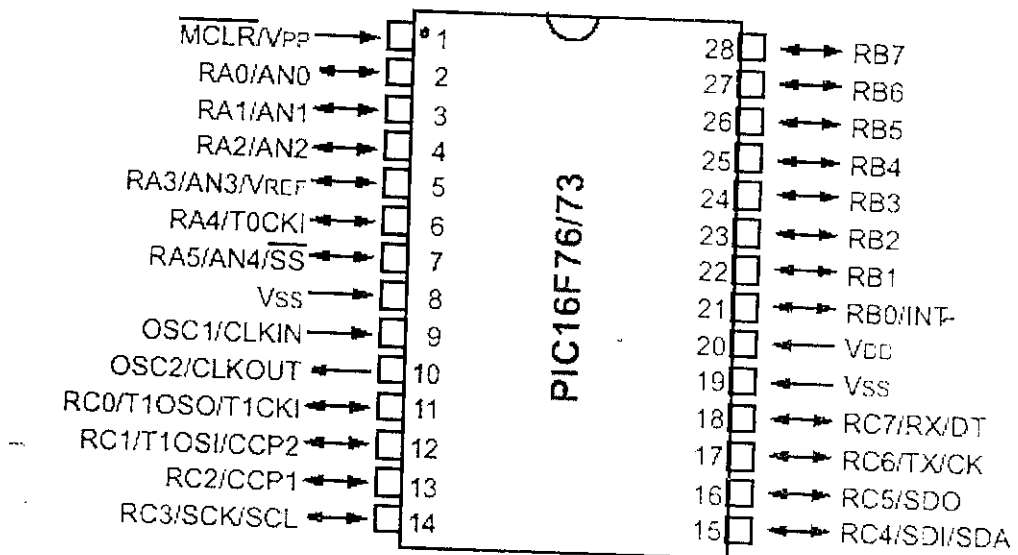 MCLR/VPP 1
RA0/AN0 2
RA1/AN1 3
RA2/AN2 4
RA3/AN3/VREF 5
RA4/T0CKI 6
RA5/AN4/SS 7
VSS 8
OSC1/CLKIN 9
OSC2/CLKOUT 10
RC0/T1OSO/T1CKI 11
RC1/T1OSI/CCP2 12
RC2/CCP1 13
RC3/SCK/SCL 14
PIC16F76/73
28 RB7
27 RB6
26 RB5
25 RB4
24 RB3
23 RB2
22 RB1
21 RB0/INT
20 VDD
19 VSS
18 RC7/RX/DT
17 RC6/TX/CK
16 RC5/SDO
15 RC4/SDI/SDA